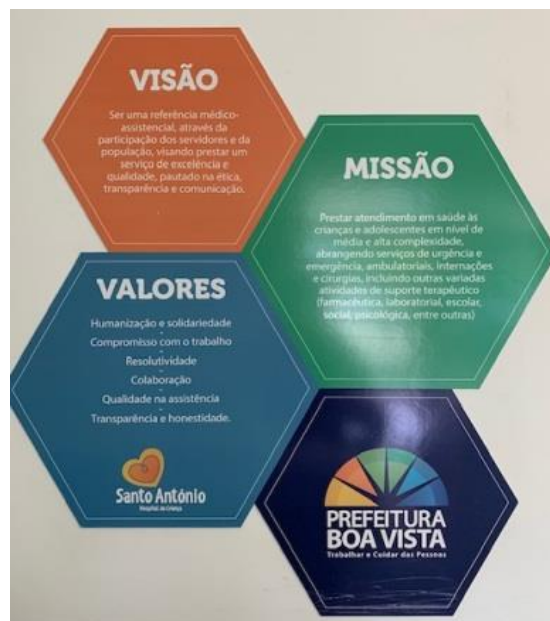 VISÃO
Ser uma referência médico-
assistencial, através da
participação dos servidores e da
população, visando prestar um
serviço de excelência e
qualidade, pautado na ética,
transparência e comunicação.
MISSÃO
Prestar atendimento em saúde às
crianças e adolescentes em nível de
média e alta complexidade,
abrangendo serviços de urgência e
emergência, ambulatoriais, internações
e cirurgias, incluindo outras variadas
atividades de suporte terapêutico
(farmacêutica, laboratorial, escolar,
social, psicológica, entre outras)
VALORES
Humanização e solidariedade
-
Compromisso com o trabalho
-
Resolutividade
-
Colaboração
-
Qualidade na assistência
-
Transparência e honestidade.
Santo Antônio
Hospital da Criança
PREFEITURA
BOA VISTA
Trabalhar e Cuidar das Pessoas